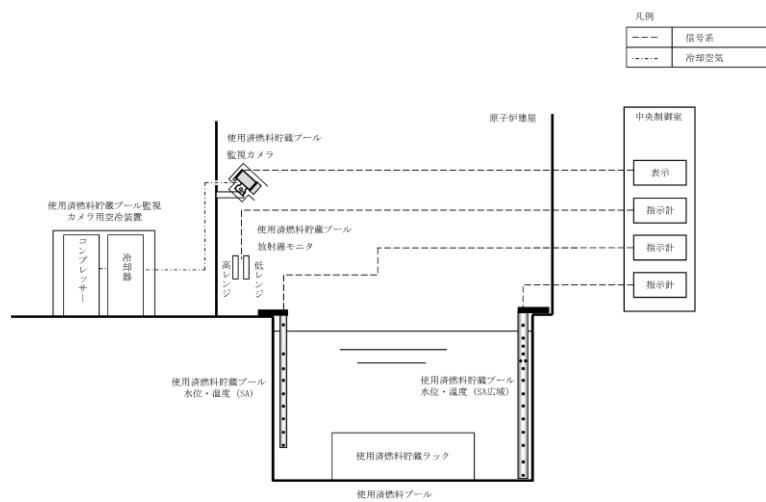 凡例
信号系
冷却空気
原子炉建屋
中央制御室
使用済燃料貯蔵プール
監視カメラ
表示
使用済燃料貯蔵プール監視
カメラ用空冷装置
指示計
使用済燃料貯蔵プール
放射線モニタ
指示計
コンプレッサー
冷却器
高レンジ
低レンジ
指示計
使用済燃料貯蔵プール
水位・温度(SA)
使用済燃料貯蔵プール
水位・温度(SA広域)
使用済燃料貯蔵ラック
使用済燃料プール